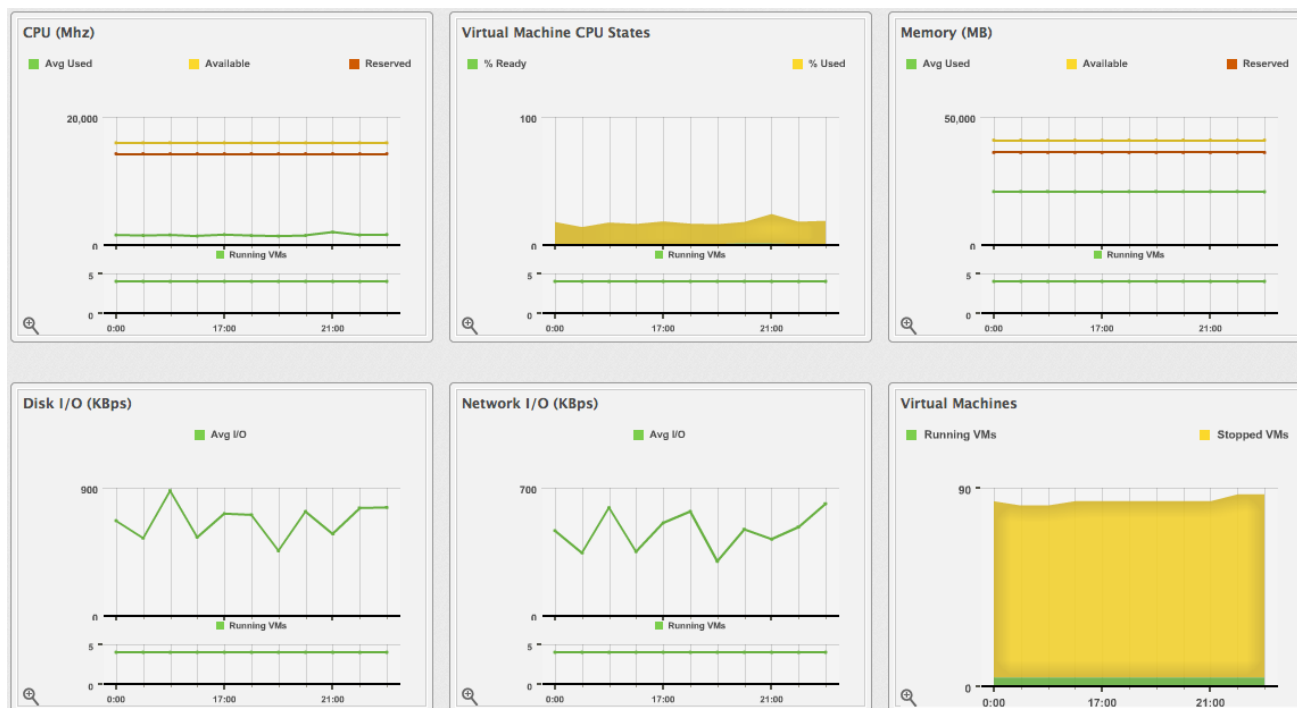 CPU (Mhz)
Avg Used Available Reserved
20,000
0
Running VMs
5
0
0:00 17:00 21:00
Virtual Machine CPU States
% Ready % Used
100
0
Running VMs
5
0
0:00 17:00 21:00
Memory (MB)
Avg Used Available Reserved
50,000
0
Running VMs
5
0
0:00 17:00 21:00
Disk I/O (KBps)
Avg I/O
900
0
Running VMs
5
0
0:00 17:00 21:00
Network I/O (KBps)
Avg I/O
700
0
Running VMs
5
0
0:00 17:00 21:00
Virtual Machines
Running VMs Stopped VMs
90
0
0:00 17:00 21:00